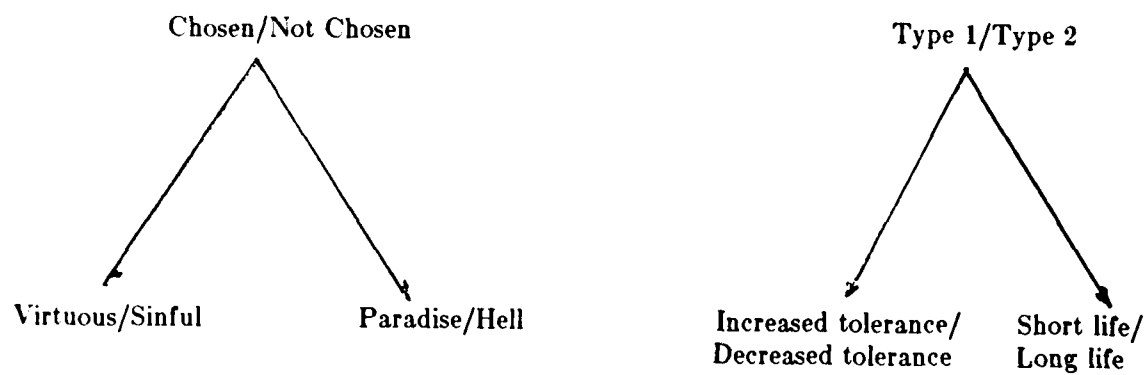 Chosen/Not Chosen
Virtuous/Sinful
Paradise/Hell
Type 1/Type 2
Increased tolerance/
Decreased tolerance
Short life/
Long life